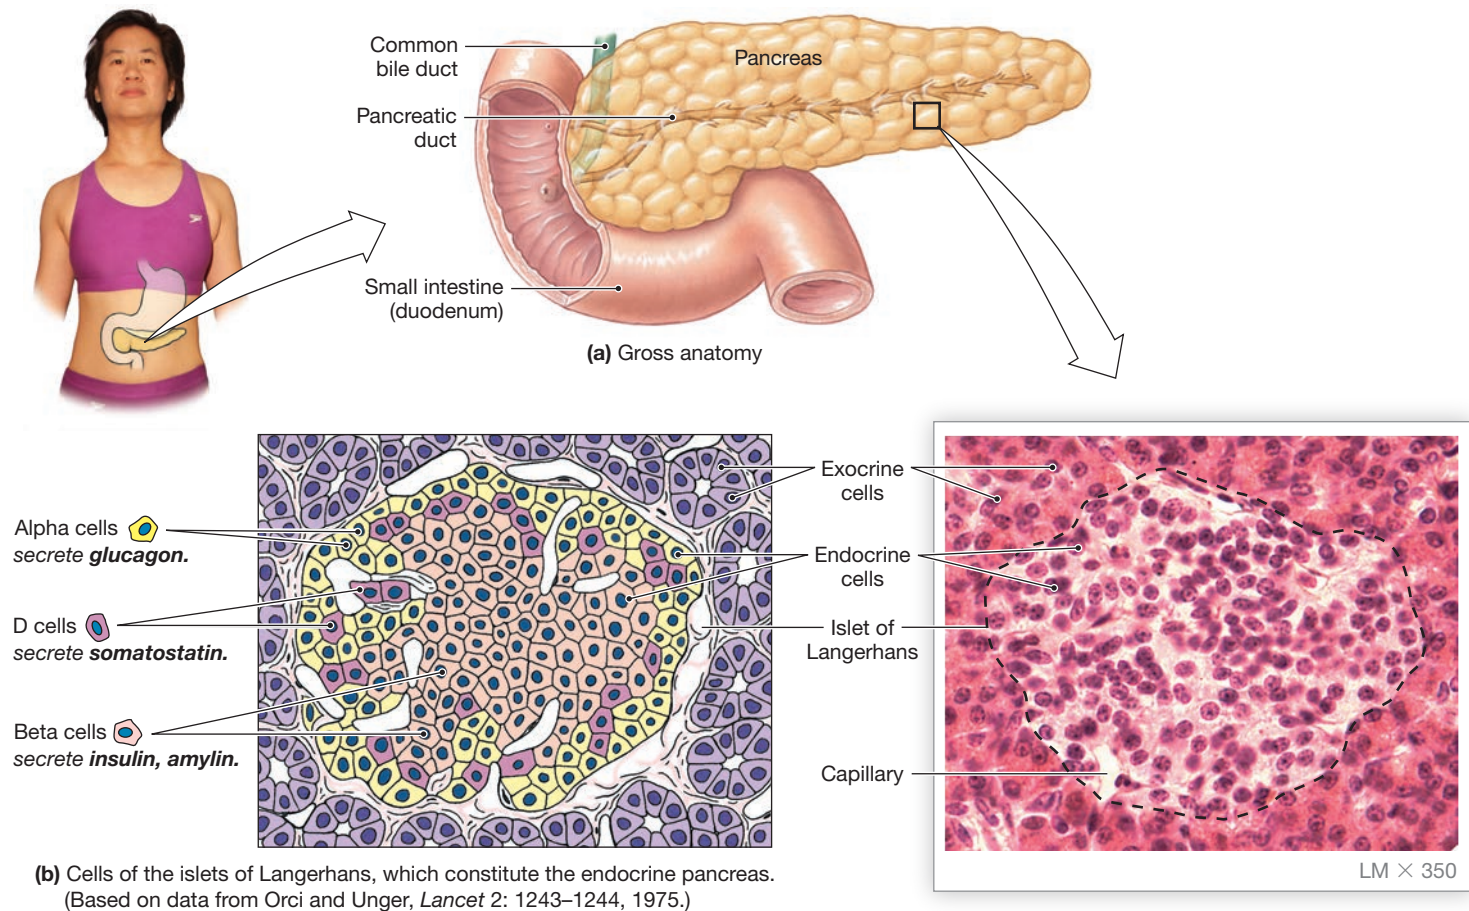 Common
bile duct
Pancreas
Pancreatic
duct
Small intestine
(duodenum)
(a) Gross anatomy
Alpha cells
secrete glucagon.
D cells
secrete somatostatin.
Beta cells
secrete insulin, amylin.
Exocrine
cells
Endocrine
cells
Islet of
Langerhans
Capillary
LM × 350
(b) Cells of the islets of Langerhans, which constitute the endocrine pancreas.
(Based on data from Orci and Unger, Lancet 2: 1243–1244, 1975.)